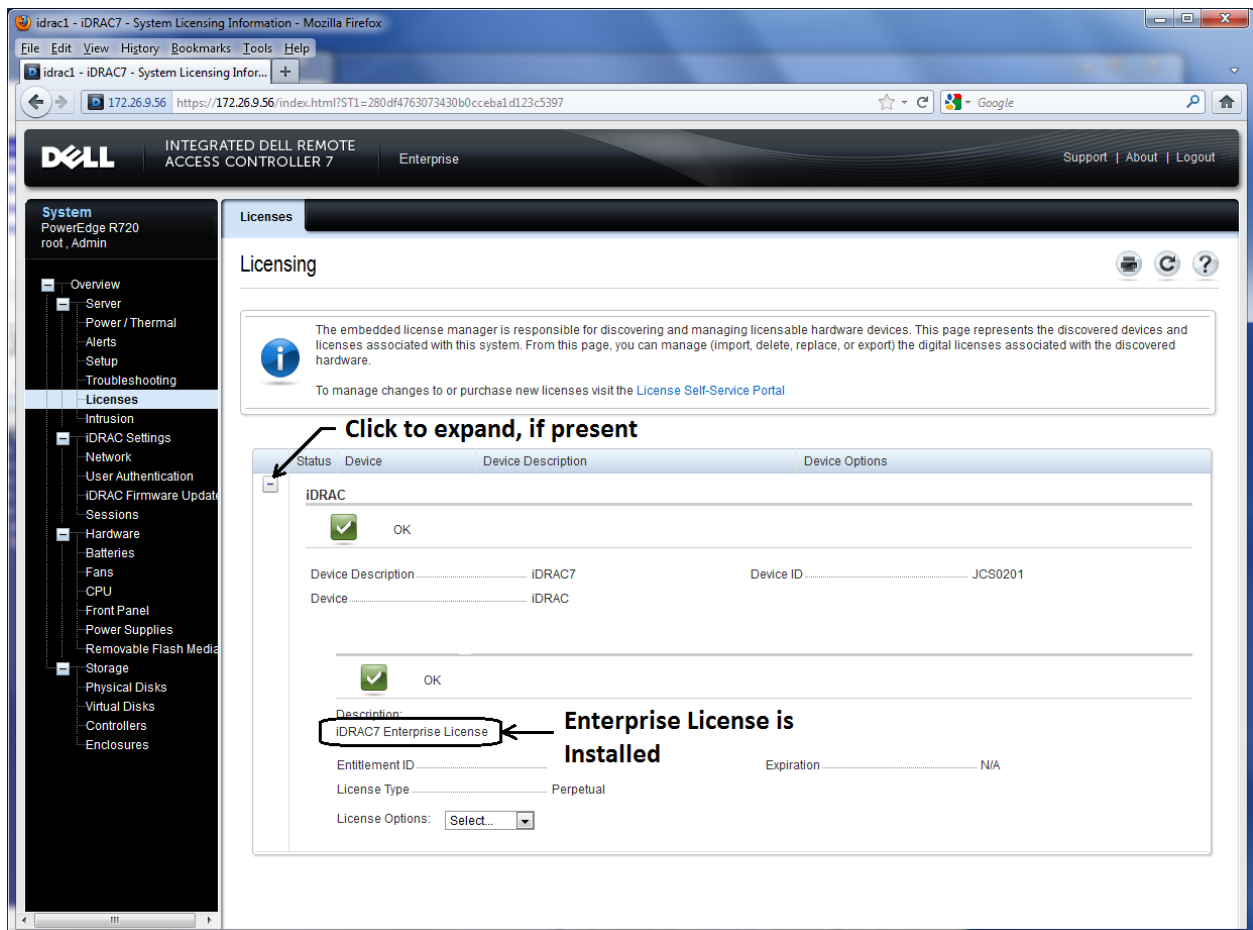 idrac1 - iDRAC7 - System Licensing Information - Mozilla Firefox
File Edit View History Bookmarks Tools Help
idrac1 - iDRAC7 - System Licensing Infor... +
172.26.9.56 https://172.26.9.56/index.html?ST1=280df4763073430b0cceba1d123c5397 Google
DELL INTEGRATED DELL REMOTE ACCESS CONTROLLER 7 Enterprise Support | About | Logout
System
PowerEdge R720
root , Admin
Overview
Server
Power / Thermal
Alerts
Setup
Troubleshooting
Licenses
Intrusion
iDRAC Settings
Network
User Authentication
iDRAC Firmware Update
Sessions
Hardware
Batteries
Fans
CPU
Front Panel
Power Supplies
Removable Flash Media
Storage
Physical Disks
Virtual Disks
Controllers
Enclosures
Licenses
Licensing
The embedded license manager is responsible for discovering and managing licensable hardware devices. This page represents the discovered devices and
licenses associated with this system. From this page, you can manage (import, delete, replace, or export) the digital licenses associated with the discovered
hardware.
To manage changes to or purchase new licenses visit the License Self-Service Portal
Click to expand, if present
Status Device Device Description Device Options
iDRAC
OK
Device Description iDRAC7 Device ID JCS0201
Device iDRAC
OK
Description:
iDRAC7 Enterprise License
Enterprise License is
Installed
Entitlement ID Expiration N/A
License Type Perpetual
License Options: Select...